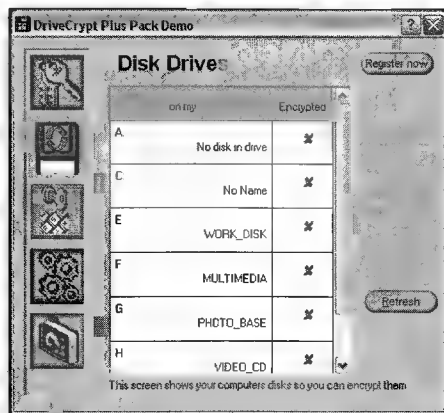 DriveCrypt Plus Pack Demo
Disk Drives
Register now
on my
Encrypted
A
No disk in drive
C
No Name
E
WORK_DISK
F
MULTIMEDIA
G
PHOTO_BASE
Refresh
H
VIDEO_CD
This screen shows your computers disks so you can encrypt them